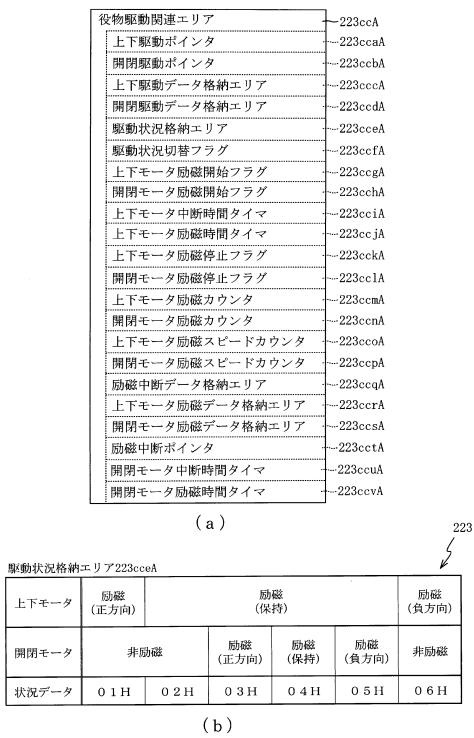 役物駆動関連エリア 223ccA
上下駆動ポインタ 223ccaA
開閉駆動ポインタ 223ccbA
上下駆動データ格納エリア 223cccA
開閉駆動データ格納エリア 223ccdA
駆動状況格納エリア 223cceA
駆動状況切替フラグ 223ccfA
上下モータ励磁開始フラグ 223ccgA
開閉モータ励磁開始フラグ 223cchA
上下モータ中断時間タイマ 223cciA
上下モータ励磁時間タイマ 223ccjA
上下モータ励磁停止フラグ 223cckA
開閉モータ励磁停止フラグ 223cclA
上下モータ励磁カウンタ 223ccmA
開閉モータ励磁カウンタ 223ccnA
上下モータ励磁スピードカウンタ 223ccoA
開閉モータ励磁スピードカウンタ 223ccpA
励磁中断データ格納エリア 223ccqA
上下モータ励磁データ格納エリア 223ccrA
開閉モータ励磁データ格納エリア 223ccsA
励磁中断ポインタ 223cctA
開閉モータ中断時間タイマ 223ccuA
開閉モータ励磁時間タイマ 223ccvA
(a)
223
駆動状況格納エリア223cceA
上下モータ 励磁(正方向) 励磁(保持) 励磁(負方向)
開閉モータ 非励磁 励磁(正方向) 励磁(保持) 励磁(負方向) 非励磁
状況データ 01H 02H 03H 04H 05H 06H
(b)